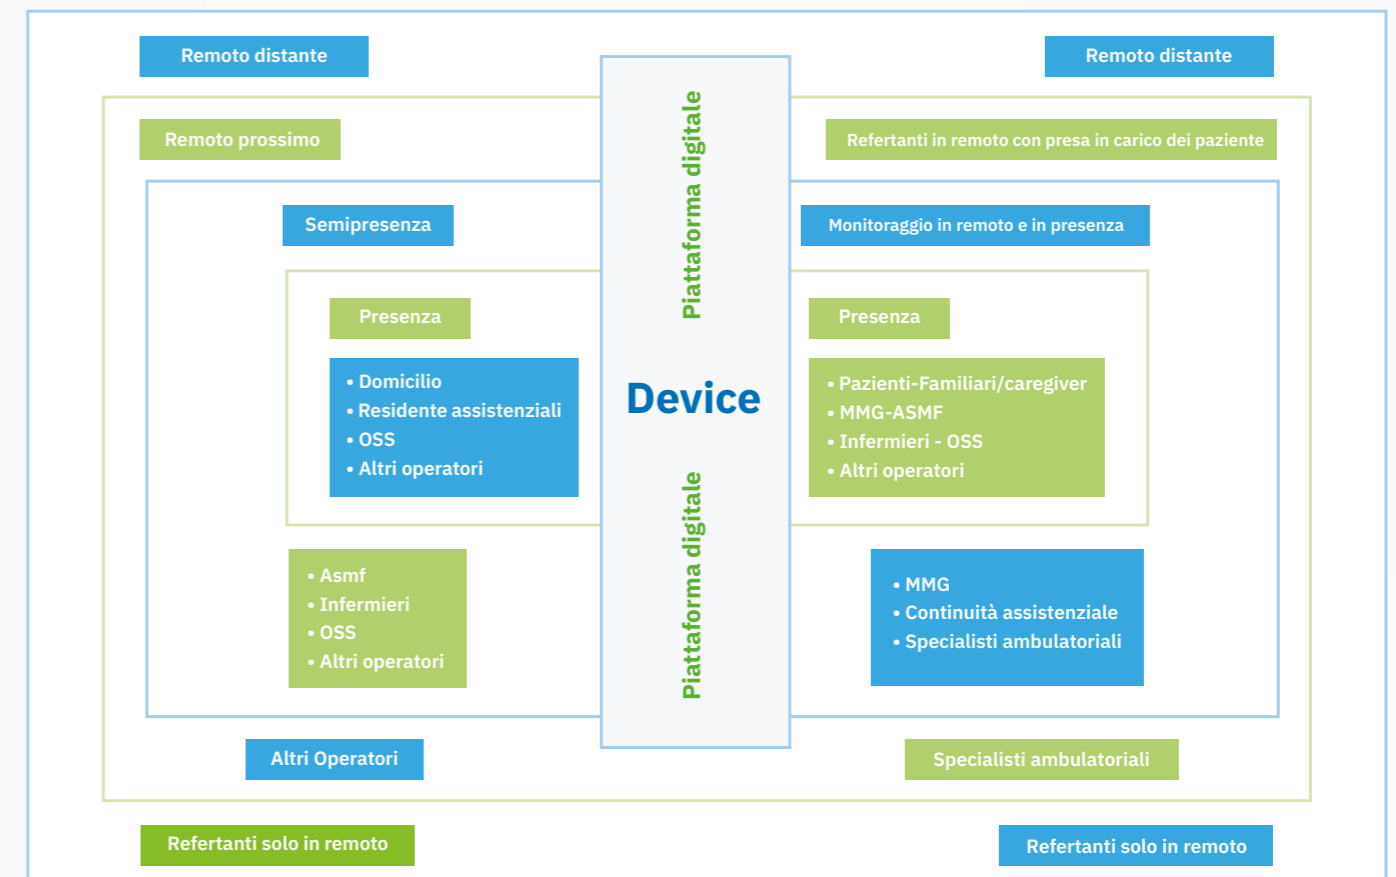 Remoto distante
Remoto distante
Remoto prossimo
Refertanti in remoto con presa in carico dei paziente
Semipresenza
Monitoraggio in remoto e in presenza
Piattaforma digitale
Presenza
Presenza
• Domicilio
• Residente assistenziali
• OSS
• Altri operatori
Device
• Pazienti-Familiari/caregiver
• MMG-ASMF
• Infermieri - OSS
• Altri operatori
Piattaforma digitale
• Asmf
• Infermieri
• OSS
• Altri operatori
• MMG
• Continuità assistenziale
• Specialisti ambulatoriali
Altri Operatori
Specialisti ambulatoriali
Refertanti solo in remoto
Refertanti solo in remoto